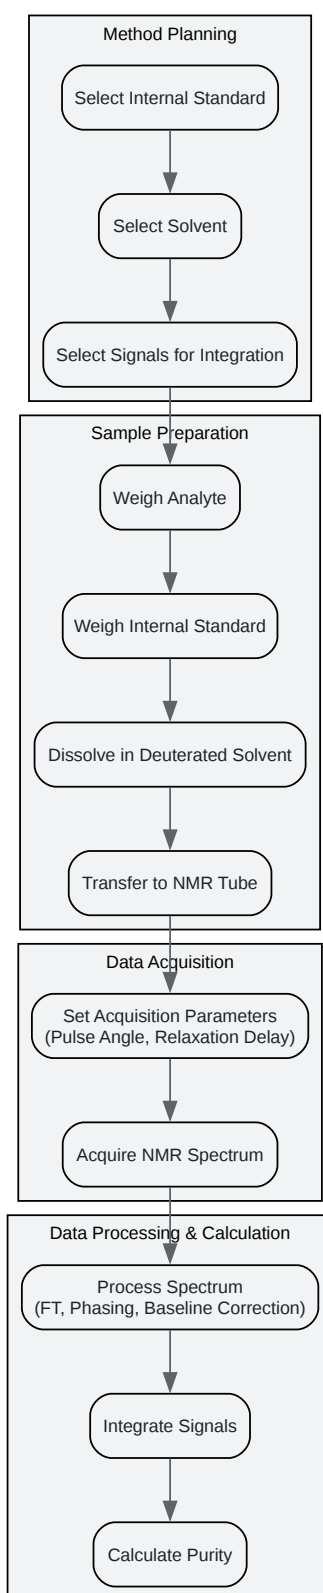 Method Planning
Select Internal Standard
Select Solvent
Select Signals for Integration
Sample Preparation
Weigh Analyte
Weigh Internal Standard
Dissolve in Deuterated Solvent
Transfer to NMR Tube
Data Acquisition
Set Acquisition Parameters
(Pulse Angle, Relaxation Delay)
Acquire NMR Spectrum
Data Processing & Calculation
Process Spectrum
(FT, Phasing, Baseline Correction)
Integrate Signals
Calculate Purity